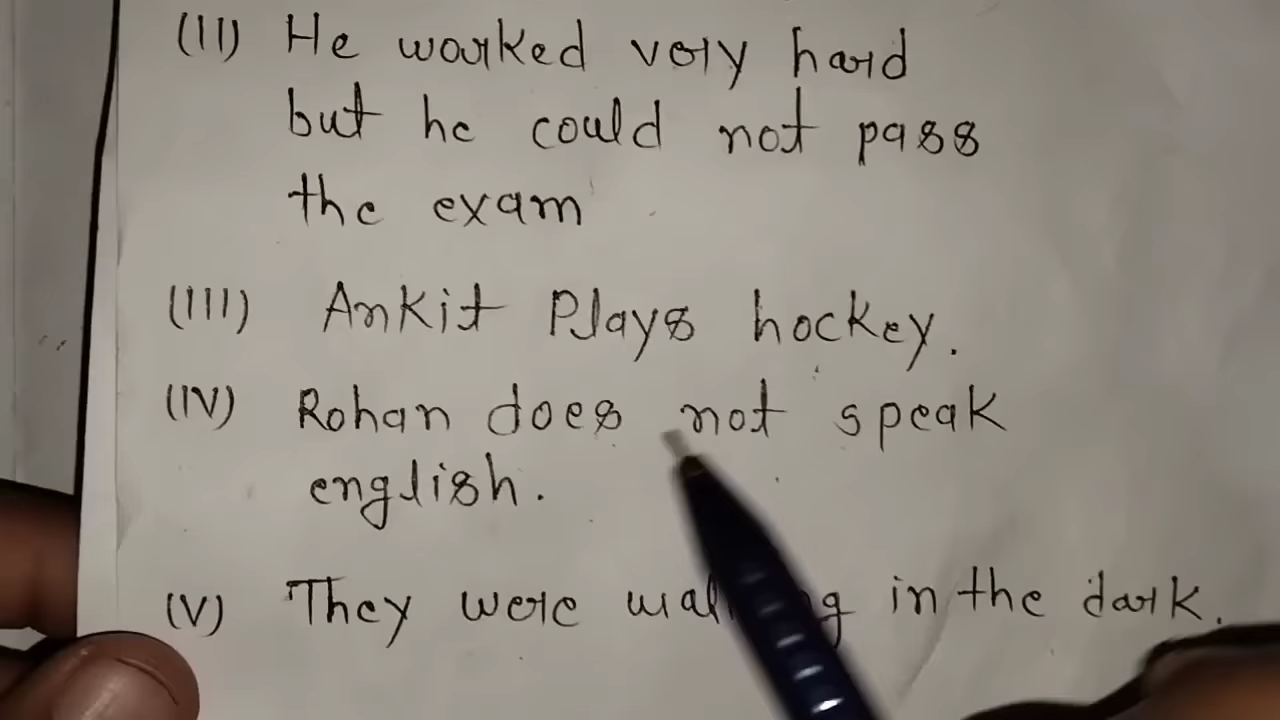 (II) He worked very hard
but he could not pass
the exam
(III) Ankit Plays hockey.
(IV) Rohan does not speak
english.
(V) They were in the dark.